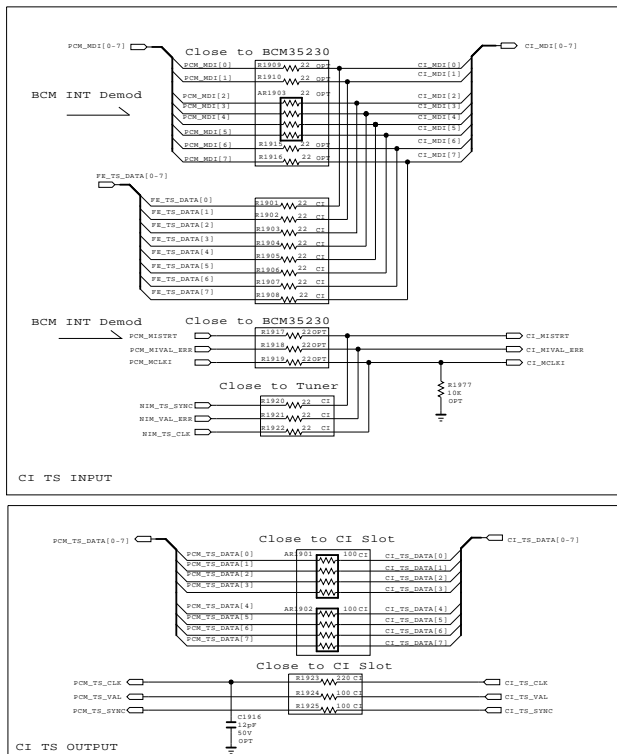 PCM_MDI[0-7]
Close to BCM35230
CI_MDI[0-7]
PCM_MDI[0] R1909 22 OPT CI_MDI[0]
PCM_MDI[1] R1910 22 OPT CI_MDI[1]
BCM INT Demod
AR1903 22 OPT
PCM_MDI[2] CI_MDI[2]
PCM_MDI[3] CI_MDI[3]
PCM_MDI[4] CI_MDI[4]
PCM_MDI[5] CI_MDI[5]
PCM_MDI[6] R1915 22 OPT CI_MDI[6]
PCM_MDI[7] R1916 22 OPT CI_MDI[7]
FE_TS_DATA[0-7]
FE_TS_DATA[0] R1901 22 CI
FE_TS_DATA[1] R1902 22 CI
FE_TS_DATA[2] R1903 22 CI
FE_TS_DATA[3] R1904 22 CI
FE_TS_DATA[4] R1905 22 CI
FE_TS_DATA[5] R1906 22 CI
FE_TS_DATA[6] R1907 22 CI
FE_TS_DATA[7] R1908 22 CI
BCM INT Demod
Close to BCM35230
PCM_MISTRT R1917 22 OPT CI_MISTRT
PCM_MIVAL_ERR R1918 22 OPT CI_MIVAL_ERR
PCM_MCLKI R1919 22 OPT CI_MCLKI
Close to Tuner
R1977
10K
OPT
NIM_TS_SYNC R1920 22 CI
NIM_VAL_ERR R1921 22 CI
NIM_TS_CLK R1922 22 CI
CI TS INPUT
PCM_TS_DATA[0-7]
Close to CI Slot
CI_TS_DATA[0-7]
AR1901 100 CI
PCM_TS_DATA[0] CI_TS_DATA[0]
PCM_TS_DATA[1] CI_TS_DATA[1]
PCM_TS_DATA[2] CI_TS_DATA[2]
PCM_TS_DATA[3] CI_TS_DATA[3]
AR1902 100 CI
PCM_TS_DATA[4] CI_TS_DATA[4]
PCM_TS_DATA[5] CI_TS_DATA[5]
PCM_TS_DATA[6] CI_TS_DATA[6]
PCM_TS_DATA[7] CI_TS_DATA[7]
Close to CI Slot
PCM_TS_CLK R1923 220 CI CI_TS_CLK
PCM_TS_VAL R1924 100 CI CI_TS_VAL
PCM_TS_SYNC R1925 100 CI CI_TS_SYNC
C1916
12pF
50V
OPT
CI TS OUTPUT